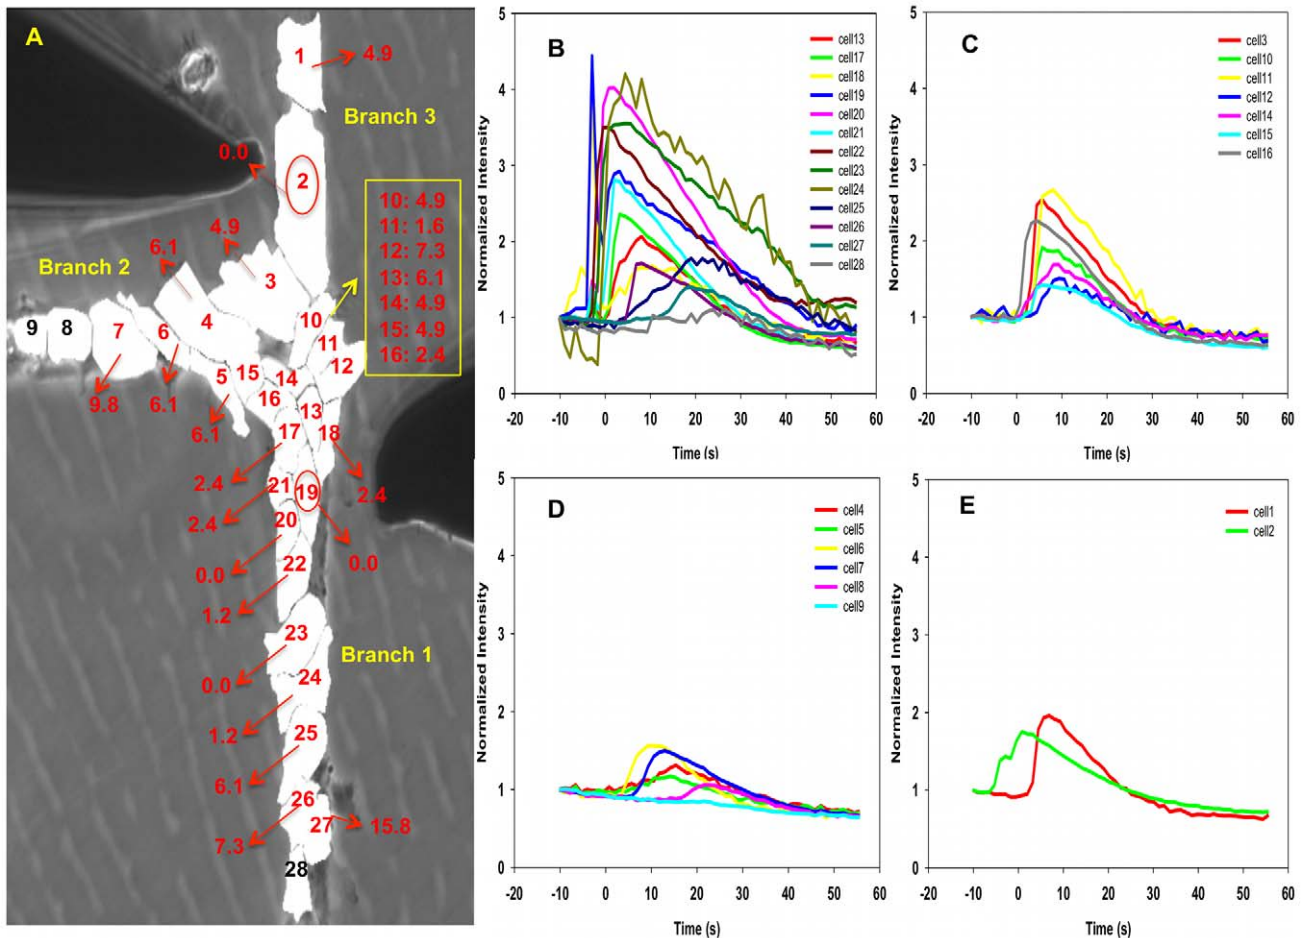 A
1
4.9
Branch 3
0.0
2
10: 4.9
11: 1.6
12: 7.3
13: 6.1
14: 4.9
15: 4.9
16: 2.4
4.9
6.1
Branch 2
3
4
10
9
8
7
6
11
12
5
15
14
16
13
9.8
6.1
6.1
17
18
2.4
21
19
2.4
2.4
20
0.0
0.0
22
1.2
23
Branch 1
0.0
24
1.2
25
6.1
26
27
15.8
7.3
28
B
Normalized Intensity
5
4
3
2
1
0
-20
-10
0
10
20
30
40
50
60
Time (s)
cell13
cell17
cell18
cell19
cell20
cell21
cell22
cell23
cell24
cell25
cell26
cell27
cell28
C
Normalized Intensity
5
4
3
2
1
0
-20
-10
0
10
20
30
40
50
60
Time (s)
cell3
cell10
cell11
cell12
cell14
cell15
cell16
D
Normalized Intensity
5
4
3
2
1
0
-20
-10
0
10
20
30
40
50
60
Time (s)
cell4
cell5
cell6
cell7
cell8
cell9
E
Normalized Intensity
5
4
3
2
1
0
-20
-10
0
10
20
30
40
50
60
Time (s)
cell1
cell2